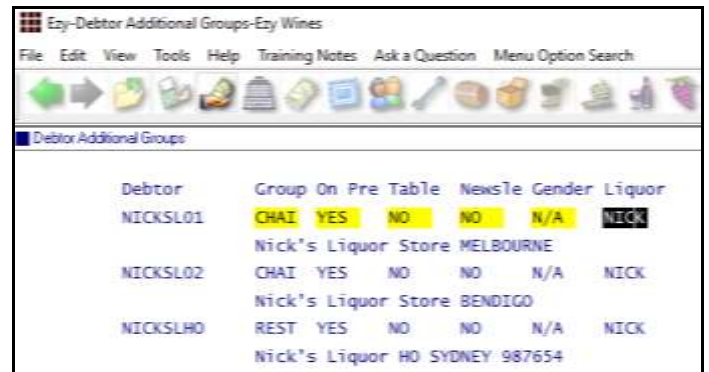 Ezy-Debtor Additional Groups-Ezy Wines
File Edit View Tools Help Training Notes Ask a Question Menu Option Search
Debtor Additional Groups
Debtor Group On Pre Table Newsle Gender Liquor
NICKSL01 CHAI YES NO NO N/A NICK
Nick's Liquor Store MELBOURNE
NICKSL02 CHAI YES NO NO N/A NICK
Nick's Liquor Store BENDIGO
NICKSLHO REST YES NO NO N/A NICK
Nick's Liquor HO SYDNEY 987654